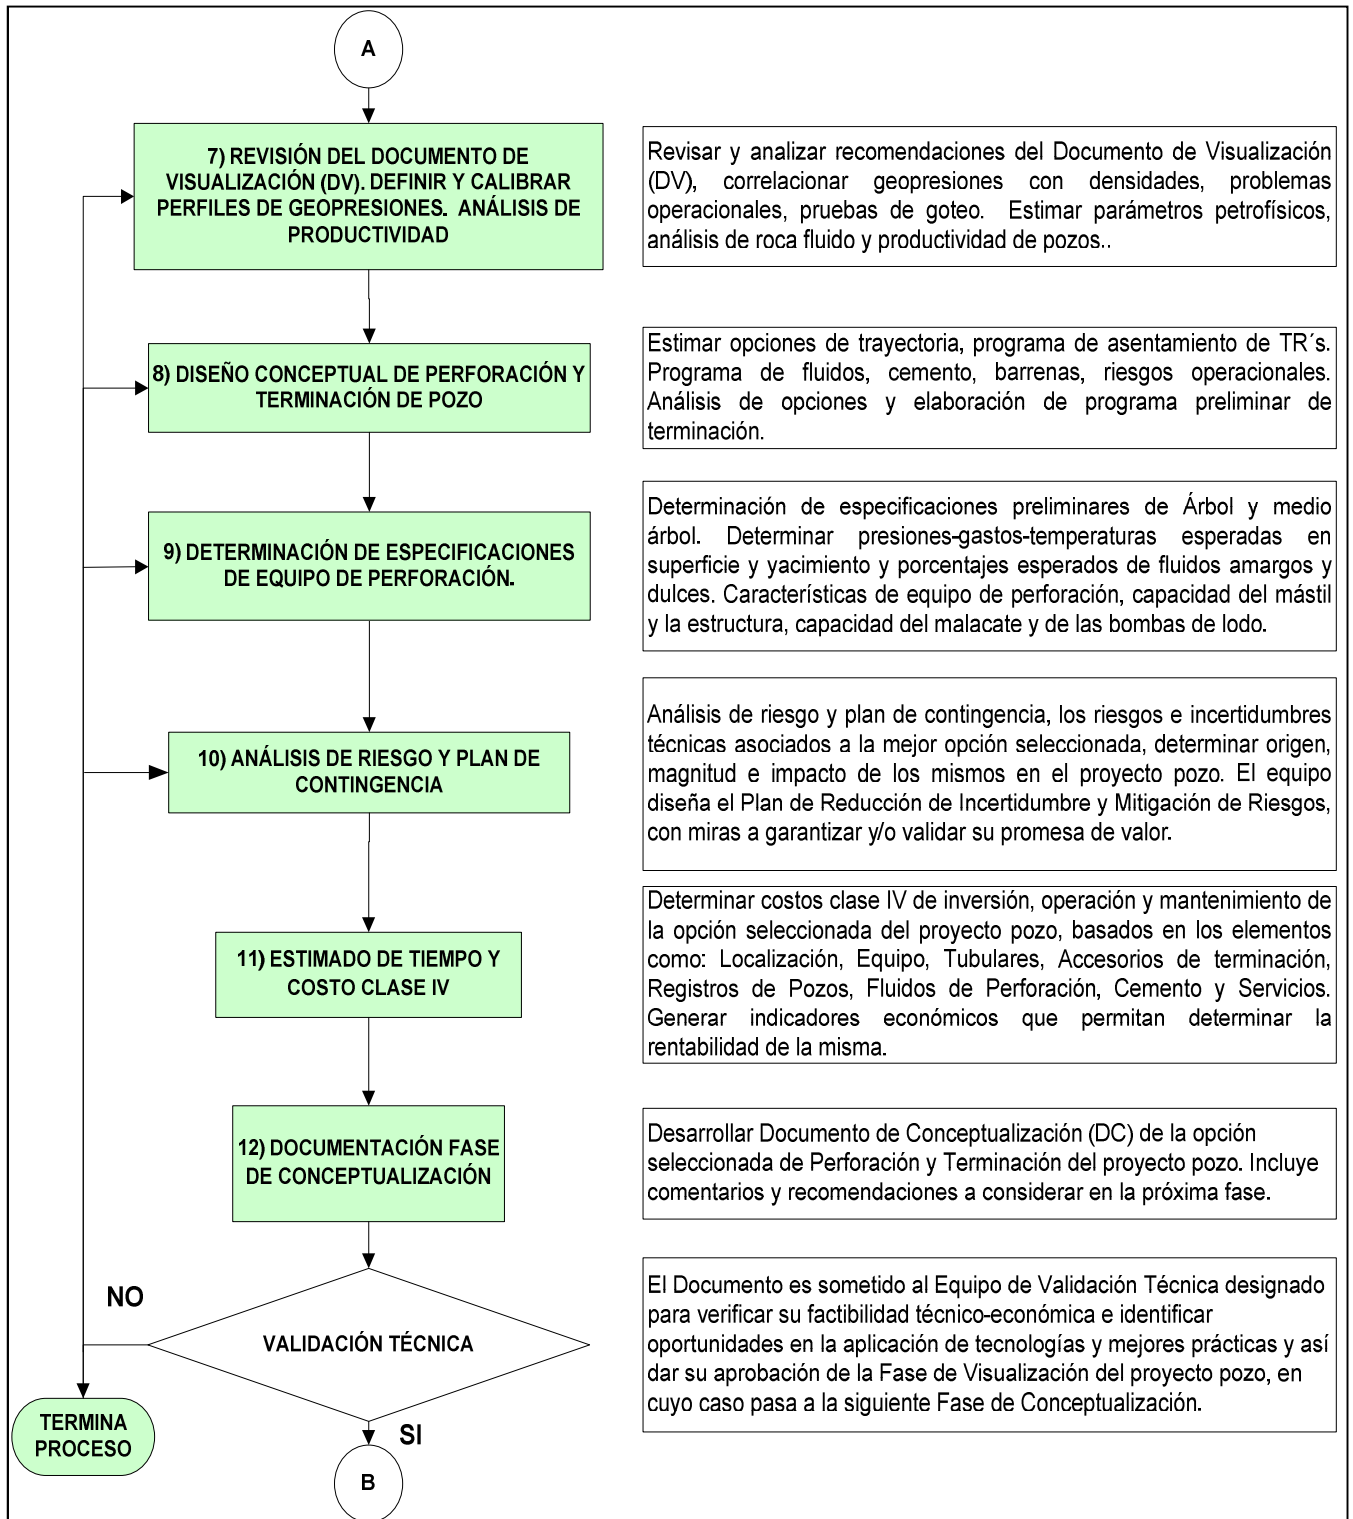 A
7) REVISIÓN DEL DOCUMENTO DE
VISUALIZACIÓN (DV). DEFINIR Y CALIBRAR
PERFILES DE GEOPRESIONES.  ANÁLISIS DE
PRODUCTIVIDAD
Revisar y analizar recomendaciones del Documento de Visualización
(DV), correlacionar geopresiones con densidades, problemas
operacionales, pruebas de goteo.  Estimar parámetros petrofísicos,
análisis de roca fluido y productividad de pozos..
8) DISEÑO CONCEPTUAL DE PERFORACIÓN Y
TERMINACIÓN DE POZO
Estimar opciones de trayectoria, programa de asentamiento de TR´s.
Programa de fluidos, cemento, barrenas, riesgos operacionales.
Análisis de opciones y elaboración de programa preliminar de
terminación.
9) DETERMINACIÓN DE ESPECIFICACIONES
DE EQUIPO DE PERFORACIÓN.
Determinación de especificaciones preliminares de Árbol y medio
árbol. Determinar presiones-gastos-temperaturas esperadas en
superficie y yacimiento y porcentajes esperados de fluidos amargos y
dulces. Características de equipo de perforación, capacidad del mástil
y la estructura, capacidad del malacate y de las bombas de lodo.
10) ANÁLISIS DE RIESGO Y PLAN DE
CONTINGENCIA
Análisis de riesgo y plan de contingencia, los riesgos e incertidumbres
técnicas asociados a la mejor opción seleccionada, determinar origen,
magnitud e impacto de los mismos en el proyecto pozo. El equipo
diseña el Plan de Reducción de Incertidumbre y Mitigación de Riesgos,
con miras a garantizar y/o validar su promesa de valor.
11) ESTIMADO DE TIEMPO Y
COSTO CLASE IV
Determinar costos clase IV de inversión, operación y mantenimiento de
la opción seleccionada del proyecto pozo, basados en los elementos
como: Localización, Equipo, Tubulares, Accesorios de terminación,
Registros de Pozos, Fluidos de Perforación, Cemento y Servicios.
Generar indicadores económicos que permitan determinar la
rentabilidad de la misma.
12) DOCUMENTACIÓN FASE
DE CONCEPTUALIZACIÓN
Desarrollar Documento de Conceptualización (DC) de la opción
seleccionada de Perforación y Terminación del proyecto pozo. Incluye
comentarios y recomendaciones a considerar en la próxima fase.
NO
VALIDACIÓN TÉCNICA
El Documento es sometido al Equipo de Validación Técnica designado
para verificar su factibilidad técnico-económica e identificar
oportunidades en la aplicación de tecnologías y mejores prácticas y así
dar su aprobación de la Fase de Visualización del proyecto pozo, en
cuyo caso pasa a la siguiente Fase de Conceptualización.
TERMINA
PROCESO
SI
B